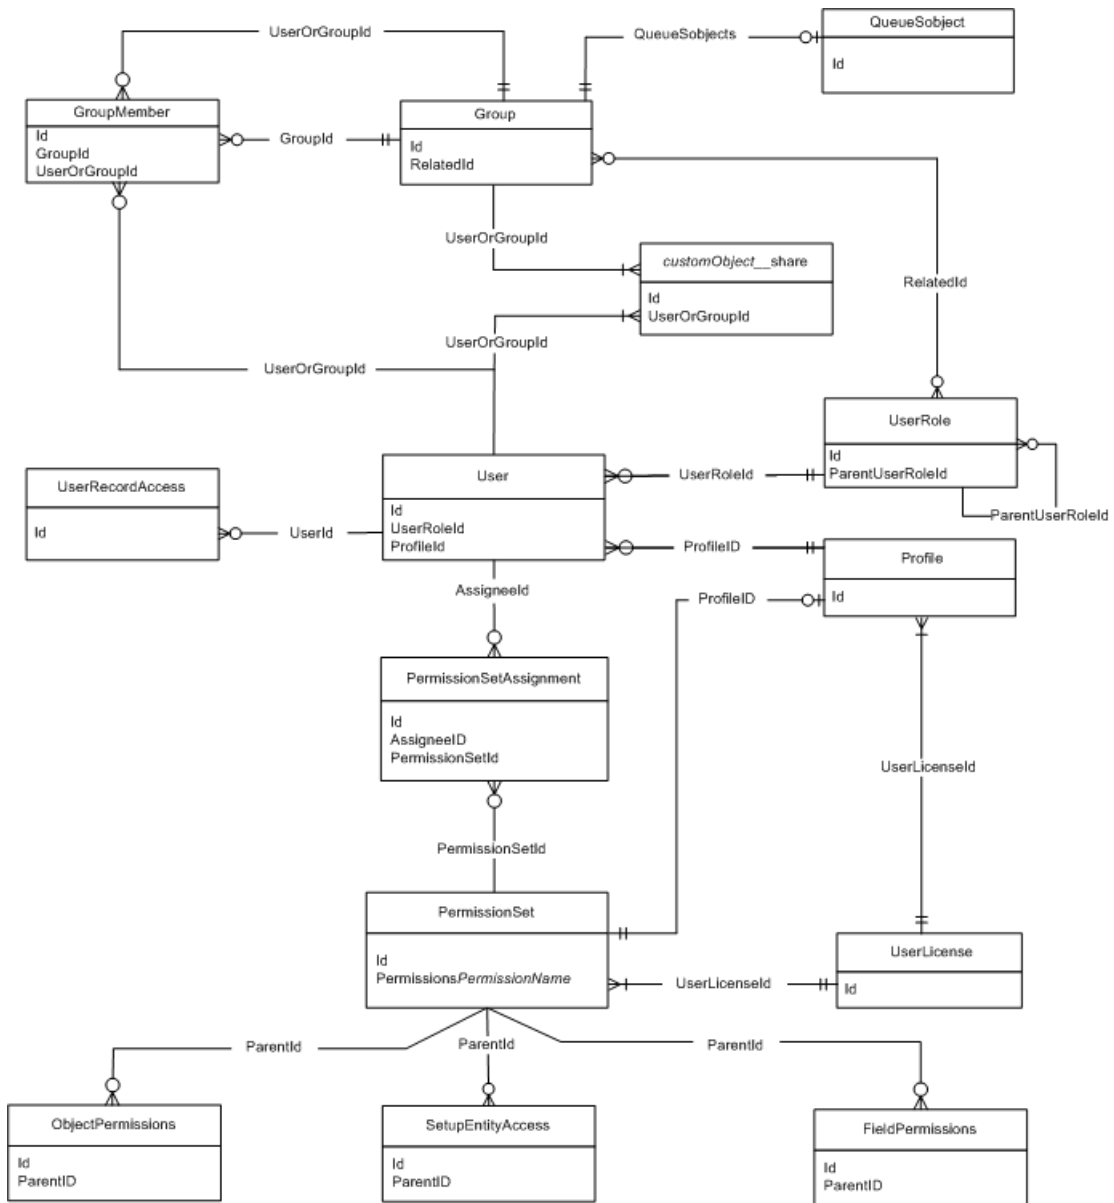 UserOrGroupId
QueueSobjects
QueueSobject
Id
GroupMember
Id
GroupId
UserOrGroupId
GroupId
Group
Id
RelatedId
UserOrGroupId
customObject__share
Id
UserOrGroupId
RelatedId
UserOrGroupId
UserOrGroupId
UserRole
Id
ParentUserRoleId
ParentUserRoleId
UserRecordAccess
Id
UserId
User
Id
UserRoleId
ProfileId
UserRoleId
ProfileID
Profile
Id
AssigneeId
ProfileID
PermissionSetAssignment
Id
AssigneeID
PermissionSetId
UserLicenseId
PermissionSetId
PermissionSet
Id
PermissionsPermissionName
UserLicenseId
UserLicense
Id
ParentId
ParentId
ParentId
ObjectPermissions
Id
ParentID
SetupEntityAccess
Id
ParentID
FieldPermissions
Id
ParentID